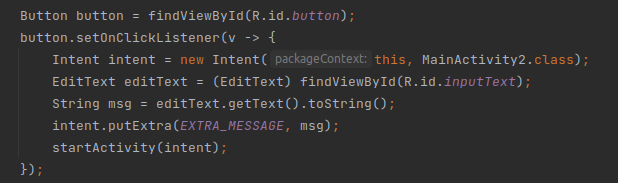 Button button = findViewById(R.id.button);
button.setOnClickListener(v -> {
Intent intent = new Intent( packageContext: this, MainActivity2.class);
EditText editText = (EditText) findViewById(R.id.inputText);
String msg = editText.getText().toString();
intent.putExtra(EXTRA_MESSAGE, msg);
startActivity(intent);
});